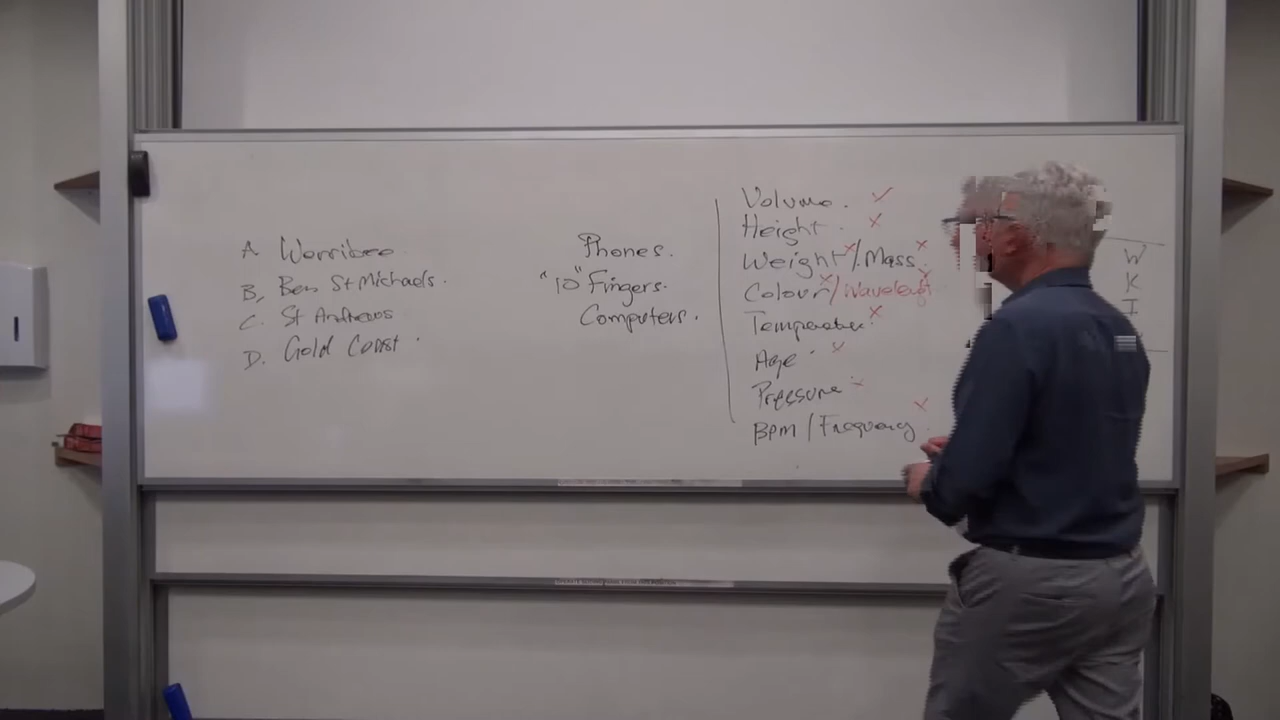 A Worribee
B, Ben St Michaels.
C. St Andrews
D. Gold Coast
Phones.
"10" Fingers.
Computers.
Volume. ✓
Height. x
Weight x/Mass. x
Colour x/Wavelengt x
Temperature x
Age x
Pressure x
BPM / Frequency x
W
K
I